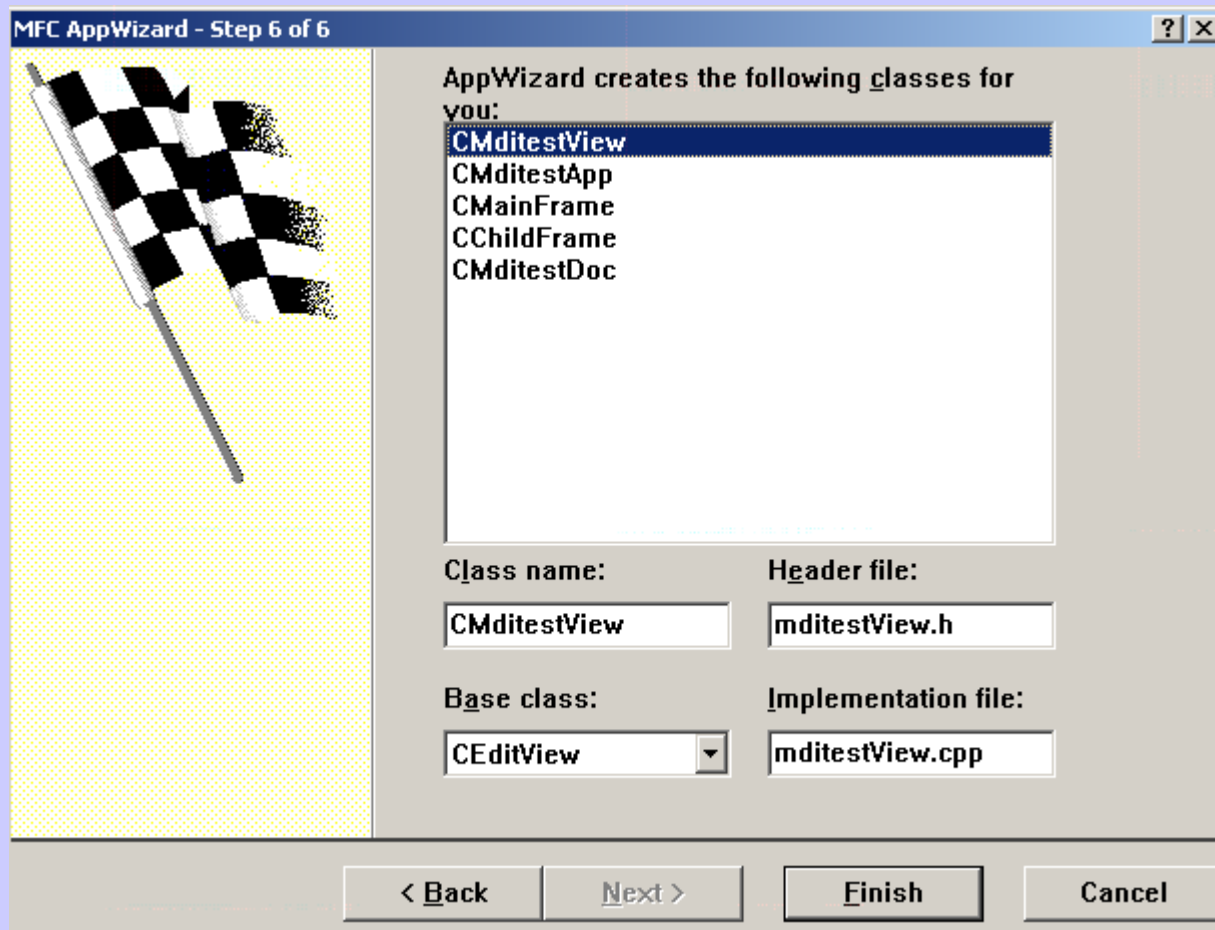 MFC AppWizard - Step 6 of 6
AppWizard creates the following classes for
you:
CMditestView
CMditestApp
CMainFrame
CChildFrame
CMditestDoc
Class name:
Header file:
CMditestView
mditestView.h
Base class:
Implementation file:
CEditView
mditestView.cpp
< Back
Next >
Finish
Cancel